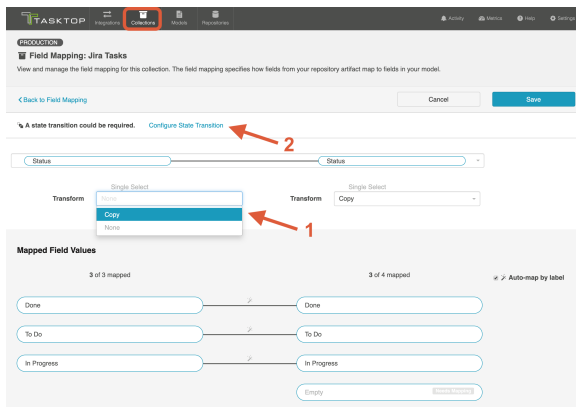 TASKTOP
Integrations Collections Models Repositories Activity Metrics Help Settings
PRODUCTION
Field Mapping: Jira Tasks
View and manage the field mapping for this collection. The field mapping specifies how fields from your repository artifact map to fields in your model.
Back to Field Mapping Cancel Save
A state transition could be required. Configure State Transition
2
Status Status
Single Select Single Select
Transform None Transform Copy
Copy
None
1
Mapped Field Values
3 of 3 mapped 3 of 4 mapped Auto-map by label
Done Done
To Do To Do
In Progress In Progress
Empty